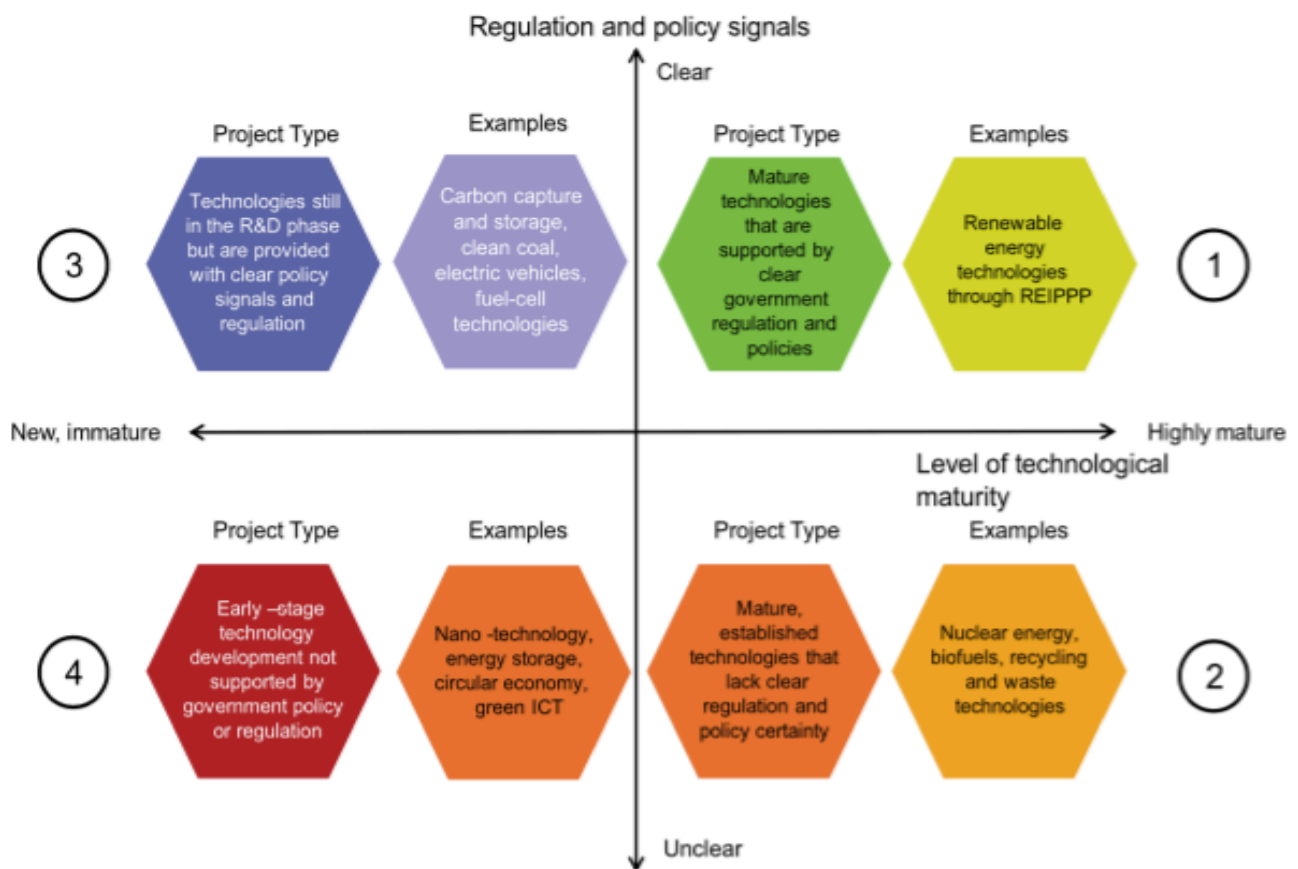 Regulation and policy signals
Clear
Project Type
Examples
Project Type
Examples
3
Technologies still
in the R&D phase
but are provided
with clear policy
signals and
regulation
Carbon capture
and storage,
clean coal,
electric vehicles,
fuel-cell
technologies
Mature
technologies
that are
supported by
clear
government
regulation and
policies
Renewable
energy
technologies
through REIPPP
1
New, immature
Highly mature
Level of technological
maturity
Project Type
Examples
Project Type
Examples
4
Early –stage
technology
development not
supported by
government policy
or regulation
Nano -technology,
energy storage,
circular economy,
green ICT
Mature,
established
technologies that
lack clear
regulation and
policy certainty
Nuclear energy,
biofuels, recycling
and waste
technologies
2
Unclear